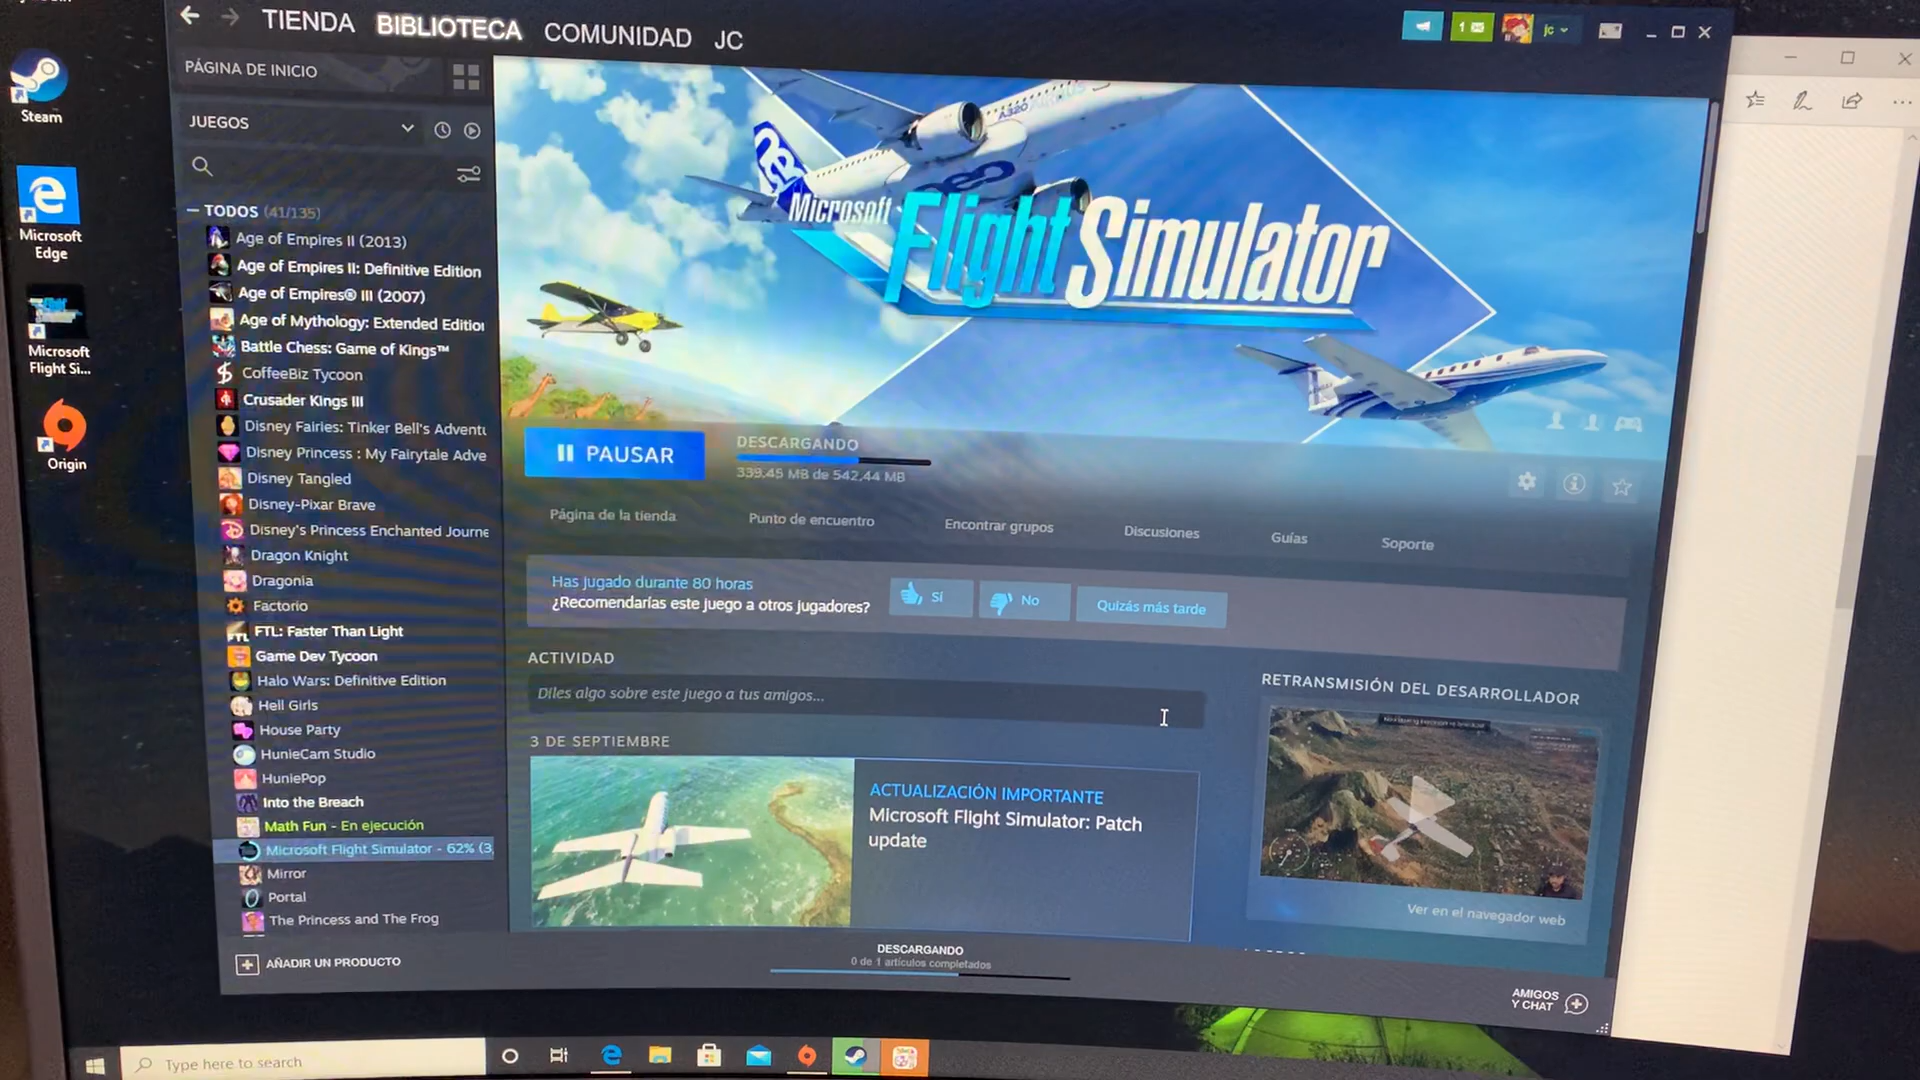 TIENDA BIBLIOTECA COMUNIDAD JC
1
jc
PÁGINA DE INICIO
JUEGOS
TODOS (41/135)
Age of Empires II (2013)
Age of Empires II: Definitive Edition
Age of Empires® III (2007)
Age of Mythology: Extended Editio
Battle Chess: Game of Kings™
CoffeeBiz Tycoon
Crusader Kings III
Disney Fairies: Tinker Bell's Adventu
Disney Princess : My Fairytale Adve
Disney Tangled
Disney•Pixar Brave
Disney's Princess Enchanted Journe
Dragon Knight
Dragonia
Factorio
FTL: Faster Than Light
Game Dev Tycoon
Halo Wars: Definitive Edition
Hell Girls
House Party
HunieCam Studio
HuniePop
Into the Breach
Math Fun - En ejecución
Microsoft Flight Simulator - 62% (3,
Mirror
Portal
The Princess and The Frog
AÑADIR UN PRODUCTO
Steam
Microsoft
Edge
Microsoft
Flight Si...
Origin
A320 AIRBUS
Microsoft Flight Simulator
PAUSAR
DESCARGANDO
339,45 MB de 542,44 MB
Página de la tienda
Punto de encuentro
Encontrar grupos
Discusiones
Guías
Soporte
Has jugado durante 80 horas
¿Recomendarías este juego a otros jugadores?
Sí
No
Quizás más tarde
ACTIVIDAD
Diles algo sobre este juego a tus amigos...
3 DE SEPTIEMBRE
ACTUALIZACIÓN IMPORTANTE
Microsoft Flight Simulator: Patch
update
RETRANSMISIÓN DEL DESARROLLADOR
Ver en el navegador web
DESCARGANDO
0 de 1 artículos completados
AMIGOS
Y CHAT
Type here to search